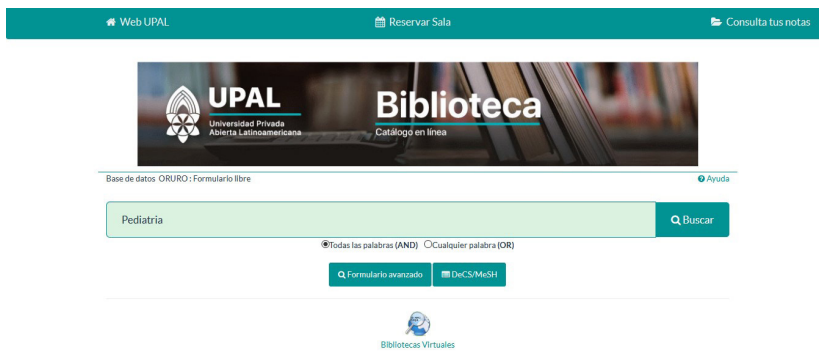 Web UPAL
Reservar Sala
Consulta tus notas
UPAL
Universidad Privada
Abierta Latinoamericana
Biblioteca
Catálogo en línea
Base de datos ORURO : Formulario libre
Ayuda
Pediatria
Buscar
Todas las palabras (AND) Cualquier palabra (OR)
Formulario avanzado
DeCS/MeSH
Bibliotecas Virtuales